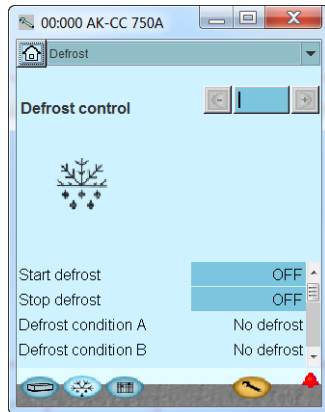 00:000 AK-CC 750A
Defrost
Defrost control
Start defrost OFF
Stop defrost OFF
Defrost condition A No defrost
Defrost condition B No defrost